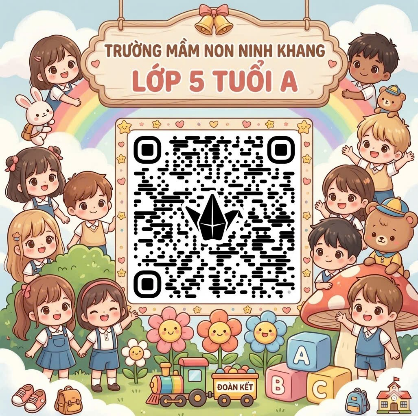 TRƯỜNG MẦM NON NINH KHANG
LỚP 5 TUỔI A
ĐOÀN KẾT
A
B C